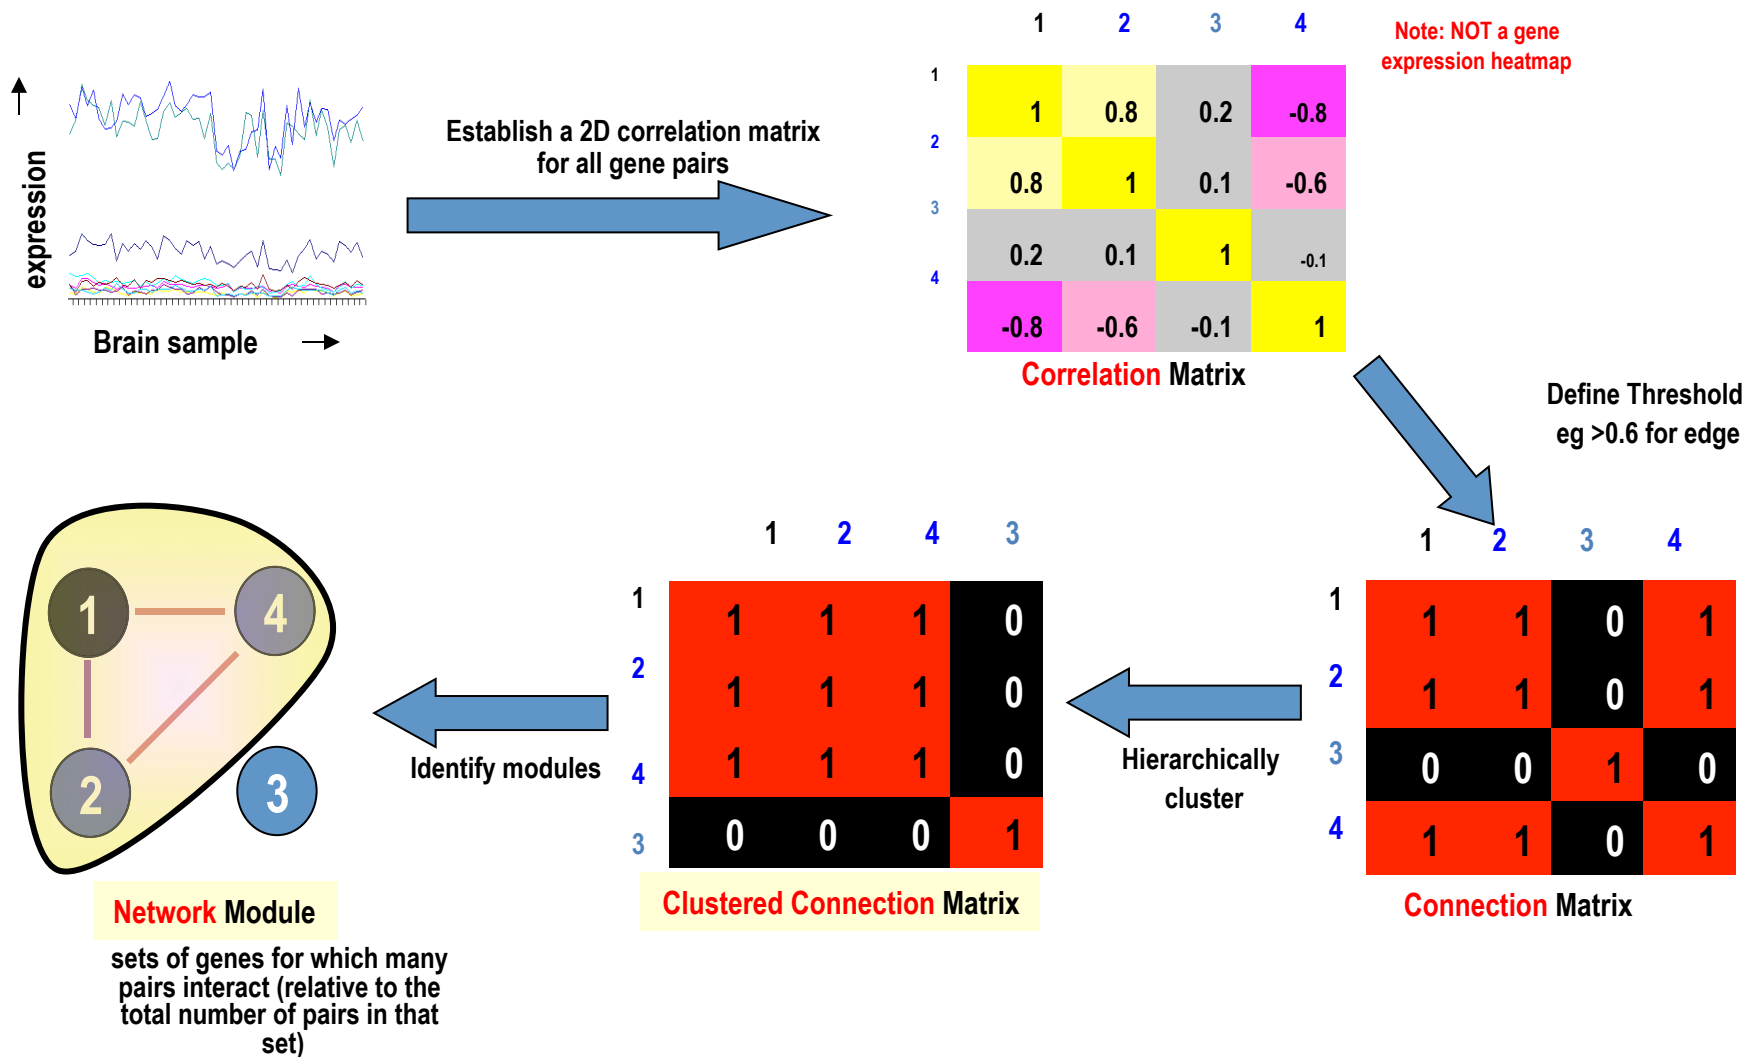 expression
Brain sample
Establish a 2D correlation matrix
for all gene pairs
1 2 3 4
1 1 0.8 0.2 -0.8
2 0.8 1 0.1 -0.6
3 0.2 0.1 1 -0.1
4 -0.8 -0.6 -0.1 1
Correlation Matrix
Note: NOT a gene
expression heatmap
Define Threshold
eg >0.6 for edge
1 2 3 4
1 1 1 0 1
2 1 1 0 1
3 0 0 1 0
4 1 1 0 1
Connection Matrix
Hierarchically
cluster
1 2 4 3
1 1 1 1 0
2 1 1 1 0
4 1 1 1 0
3 0 0 0 1
Clustered Connection Matrix
Identify modules
1 4
2 3
Network Module
sets of genes for which many
pairs interact (relative to the
total number of pairs in that
set)